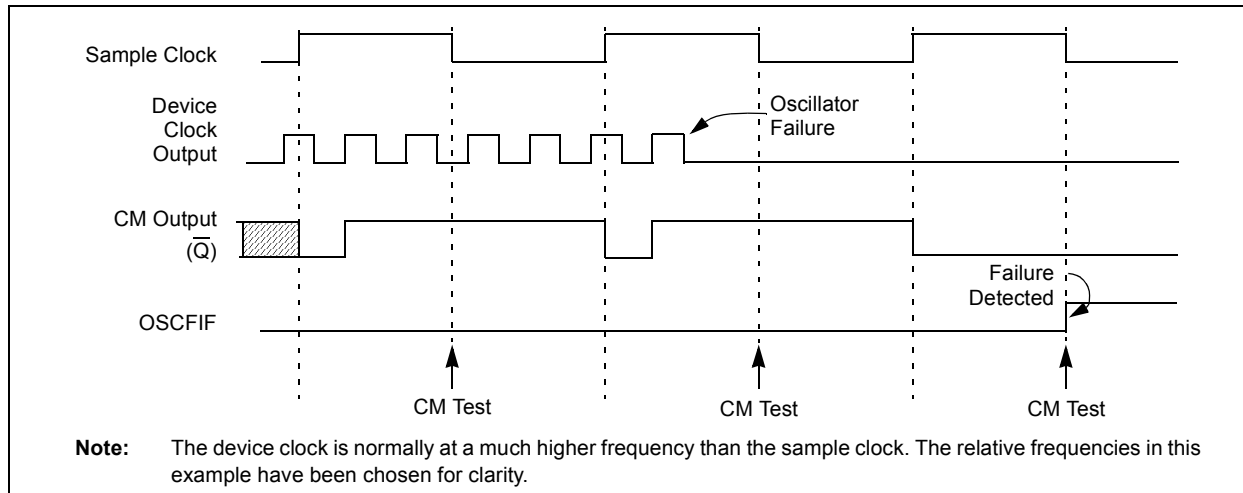 Sample Clock
Device
Clock
Output
Oscillator
Failure
CM Output
(Q̅)
Failure
Detected
OSCFIF
CM Test
CM Test
CM Test
Note: The device clock is normally at a much higher frequency than the sample clock. The relative frequencies in this
example have been chosen for clarity.